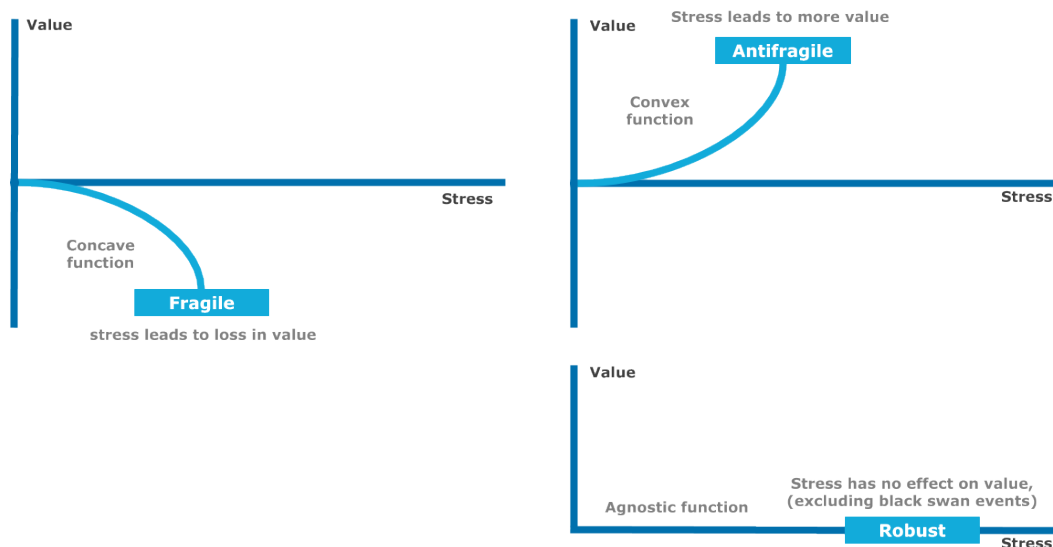 Value
Stress
Concave
function
Fragile
stress leads to loss in value
Stress leads to more value
Value
Antifragile
Convex
function
Stress
Value
Stress has no effect on value,
(excluding black swan events)
Agnostic function
Robust
Stress